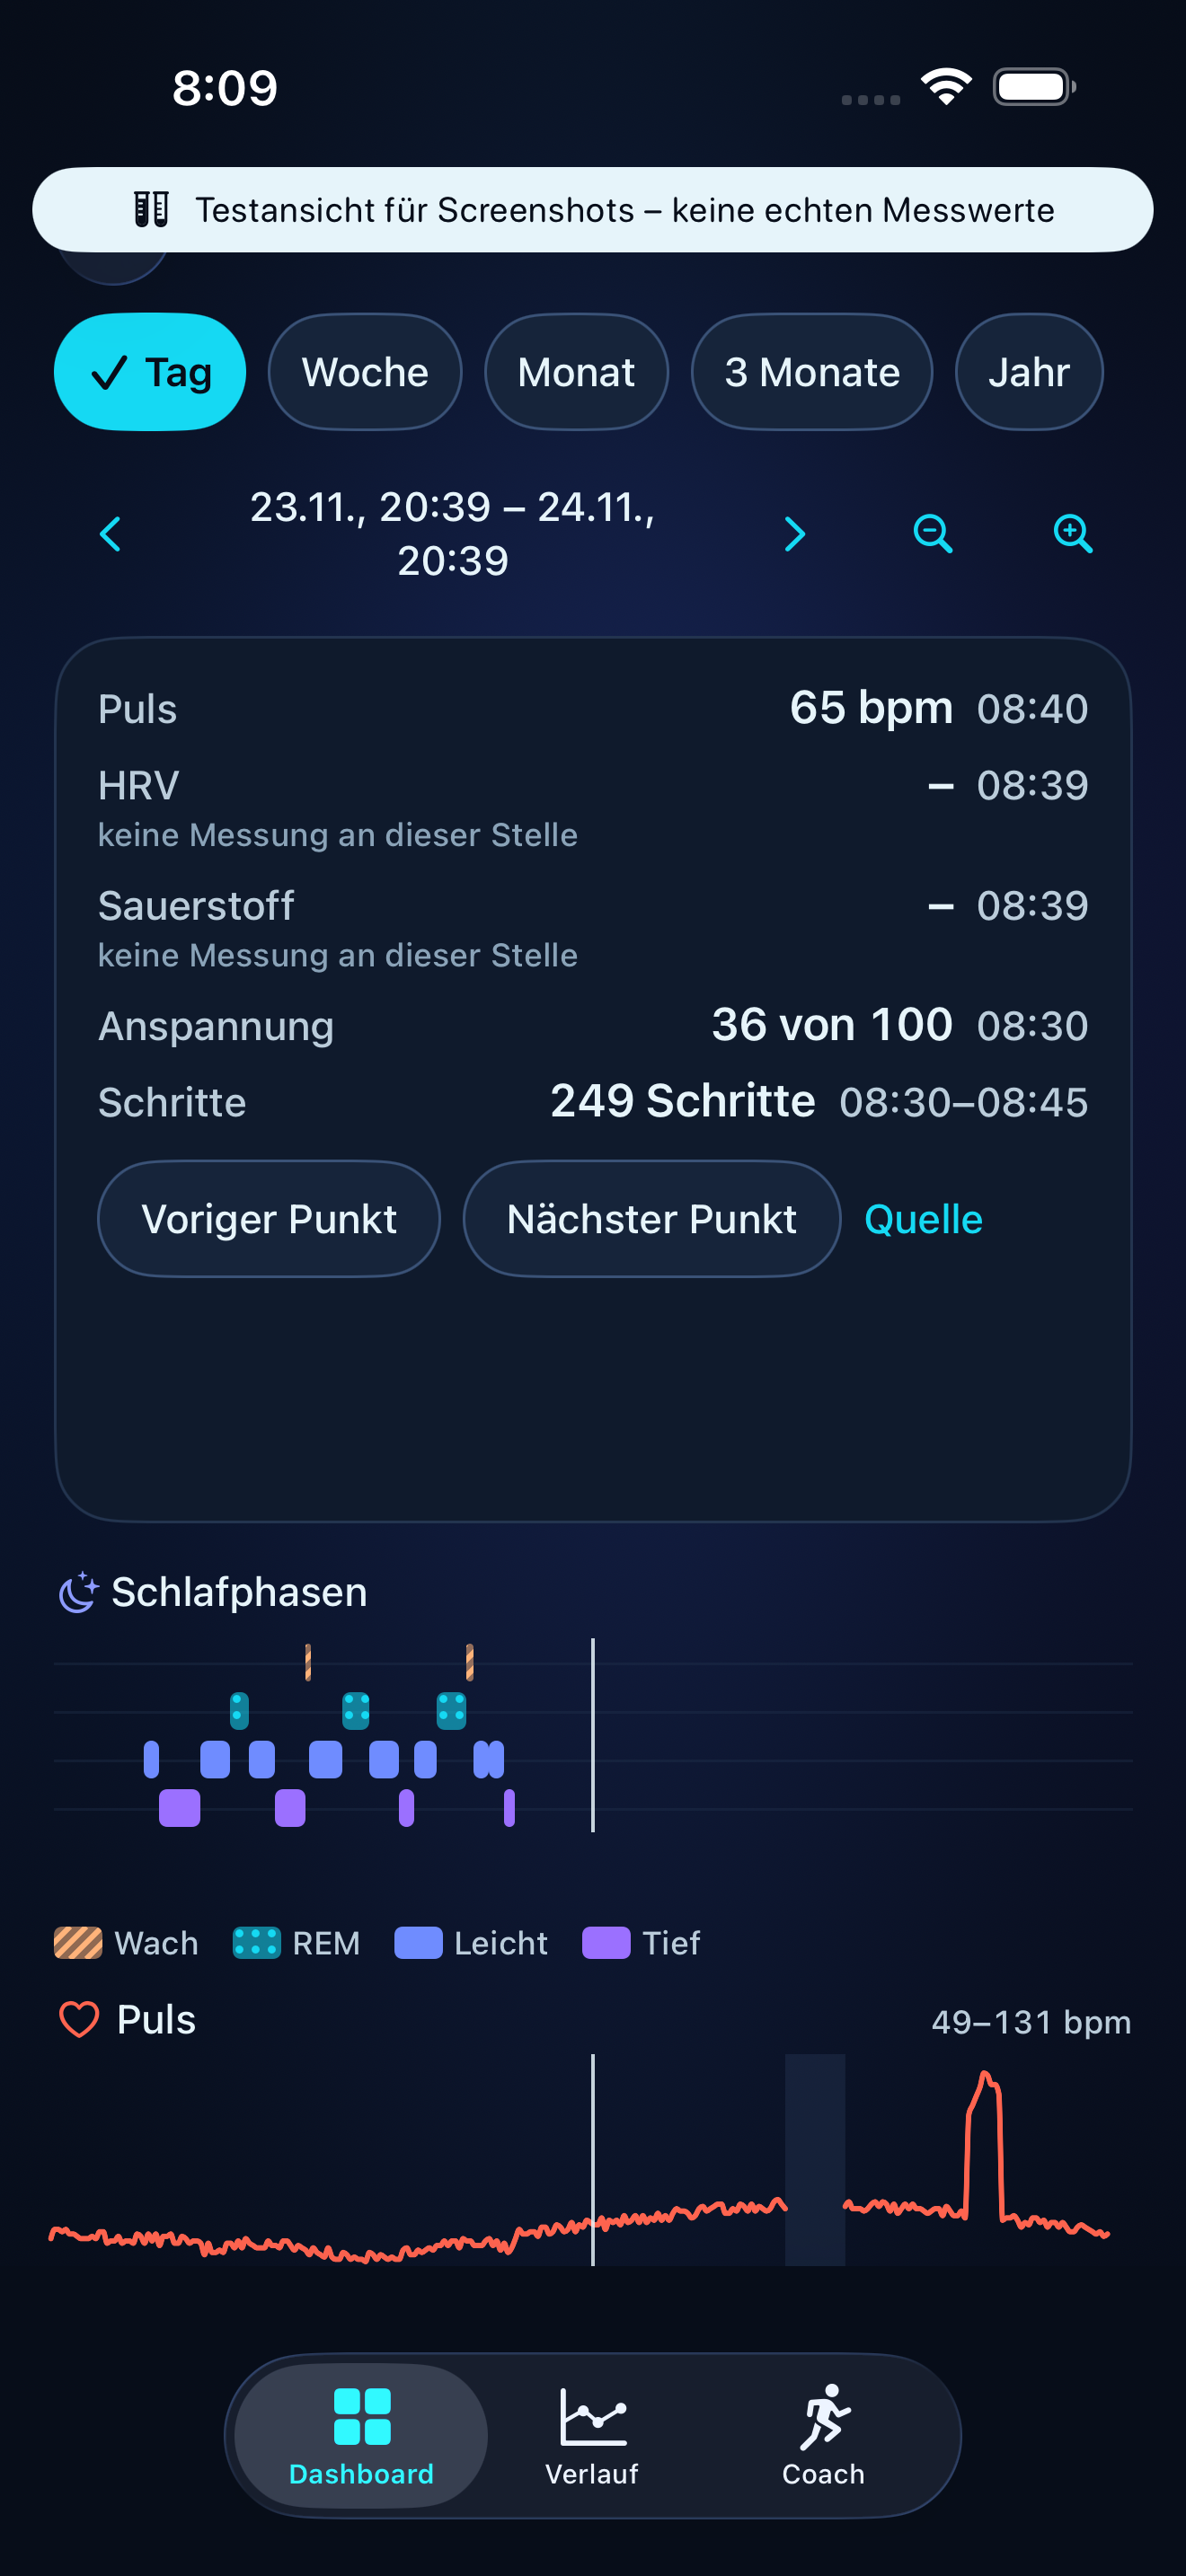 8:09
Testansicht für Screenshots – keine echten Messwerte
Tag
Woche
Monat
3 Monate
Jahr
23.11., 20:39 – 24.11.,
20:39
Puls
65 bpm 08:40
HRV
– 08:39
keine Messung an dieser Stelle
Sauerstoff
– 08:39
keine Messung an dieser Stelle
Anspannung
36 von 100 08:30
Schritte
249 Schritte 08:30–08:45
Voriger Punkt
Nächster Punkt
Quelle
Schlafphasen
Wach
REM
Leicht
Tief
Puls
49–131 bpm
Dashboard
Verlauf
Coach